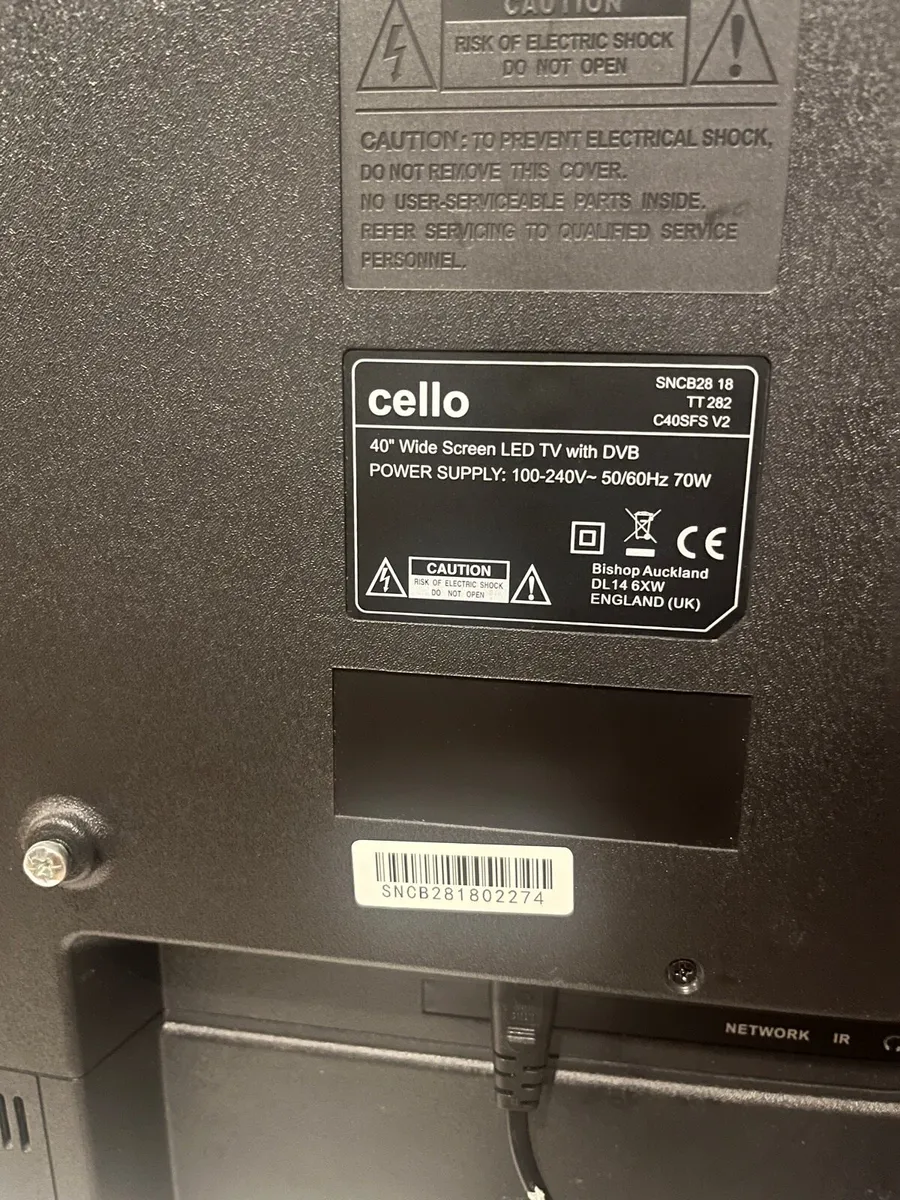 CAUTION
RISK OF ELECTRIC SHOCK
DO NOT OPEN
CAUTION: TO PREVENT ELECTRICAL SHOCK,
DO NOT REMOVE THIS COVER.
NO USER-SERVICEABLE PARTS INSIDE.
REFER SERVICING TO QUALIFIED SERVICE
PERSONNEL.
cello
SNCB28 18
TT 282
C40SFS V2
40" Wide Screen LED TV with DVB
POWER SUPPLY: 100-240V~ 50/60Hz 70W
CAUTION
RISK OF ELECTRIC SHOCK
DO NOT OPEN
CE
Bishop Auckland
DL14 6XW
ENGLAND (UK)
SNCB281802274
NETWORK IR